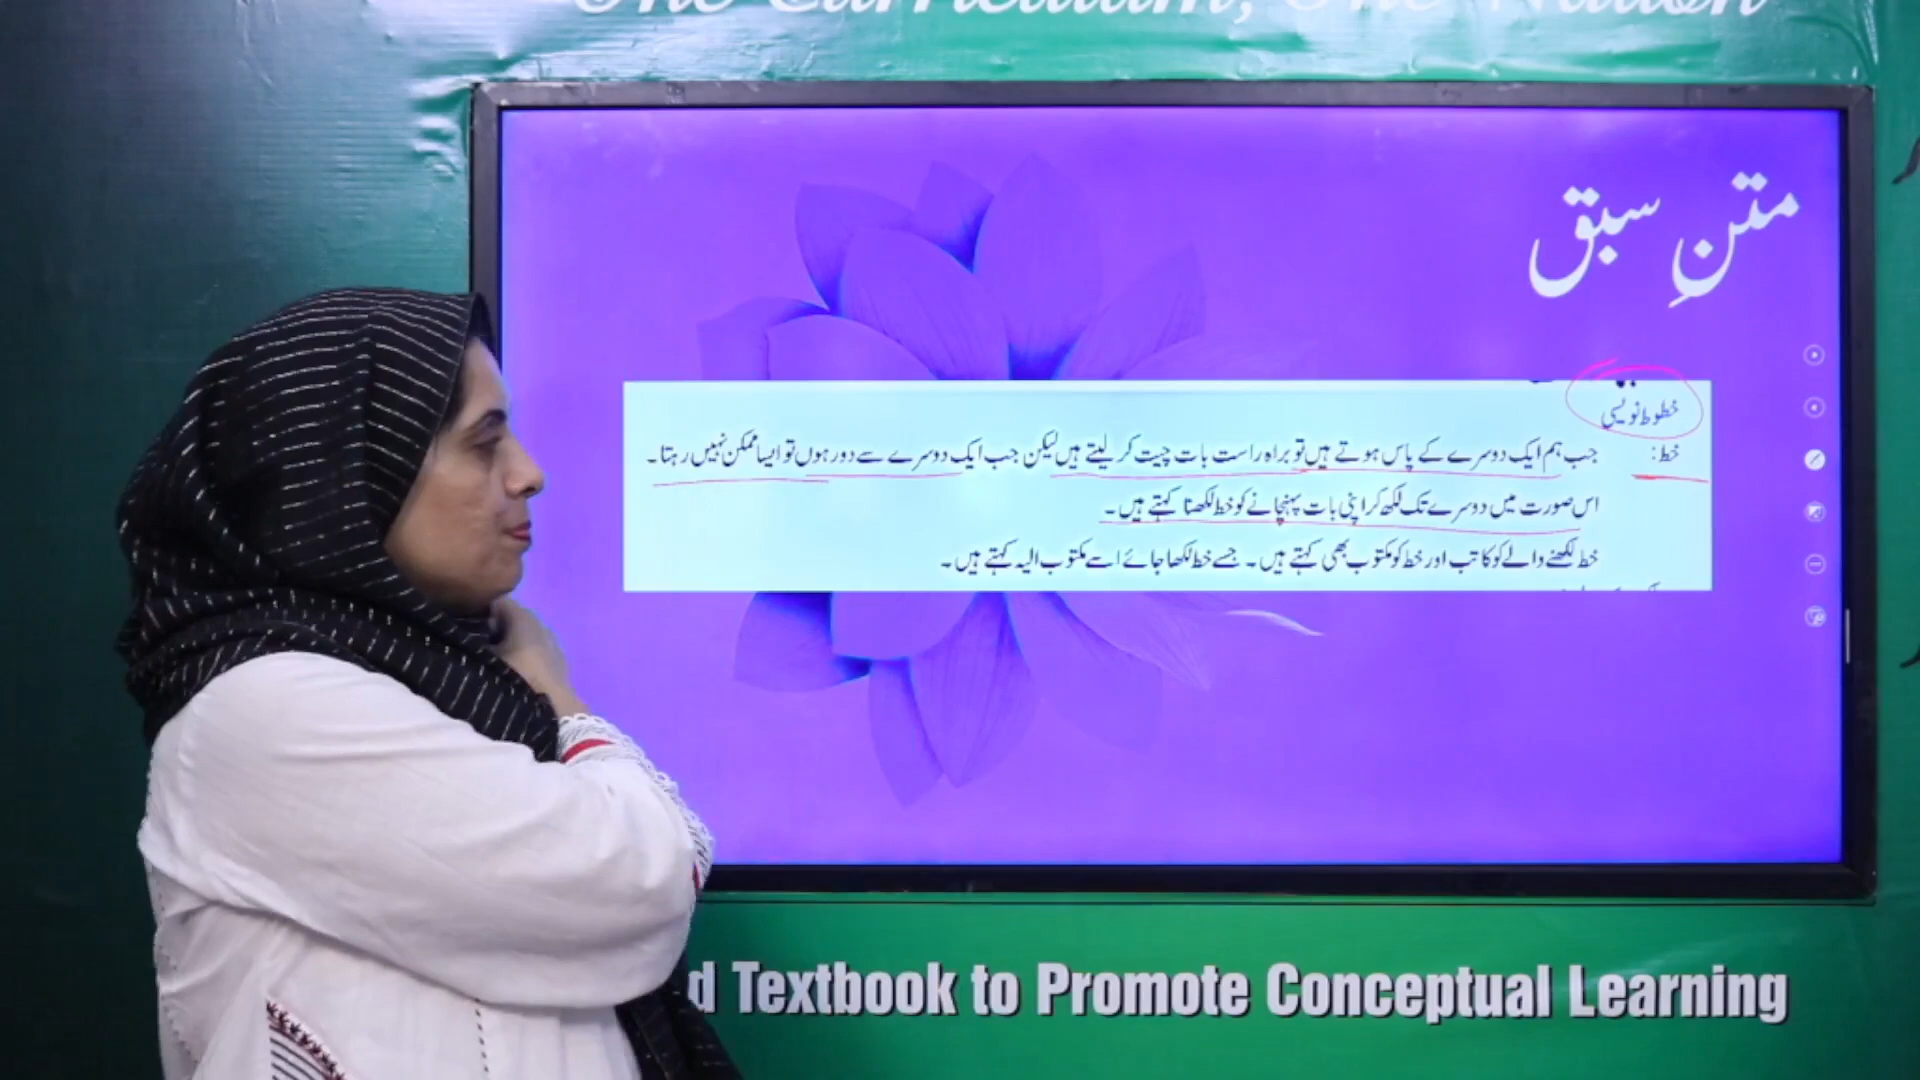 One Curriculum, One Nation
متنِ سبق
خطوط نویسی
خط: جب ہم ایک دوسرے کے پاس ہوتے ہیں تو براہ راست بات چیت کر لیتے ہیں لیکن جب ایک دوسرے سے دور ہوں تو ایسا ممکن نہیں رہتا۔
اس صورت میں دوسرے تک لکھ کر اپنی بات پہنچانے کو خط لکھنا کہتے ہیں۔
خط لکھنے والے کو کاتب اور خط کو مکتوب بھی کہتے ہیں۔ جسے خط لکھا جائے اسے مکتوب الیہ کہتے ہیں۔
Textbook to Promote Conceptual Learning